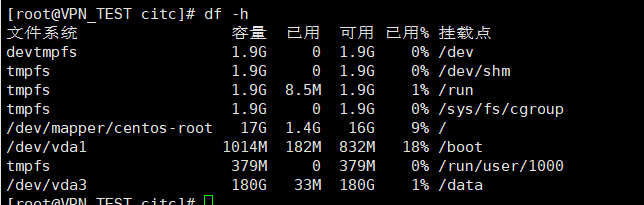 [root@VPN_TEST citc]# df -h
文件系统 容量 已用 可用 已用% 挂载点
devtmpfs 1.9G 0 1.9G 0% /dev
tmpfs 1.9G 0 1.9G 0% /dev/shm
tmpfs 1.9G 8.5M 1.9G 1% /run
tmpfs 1.9G 0 1.9G 0% /sys/fs/cgroup
/dev/mapper/centos-root 17G 1.4G 16G 9% /
/dev/vda1 1014M 182M 832M 18% /boot
tmpfs 379M 0 379M 0% /run/user/1000
/dev/vda3 180G 33M 180G 1% /data
[root@VPN_TEST citc]#